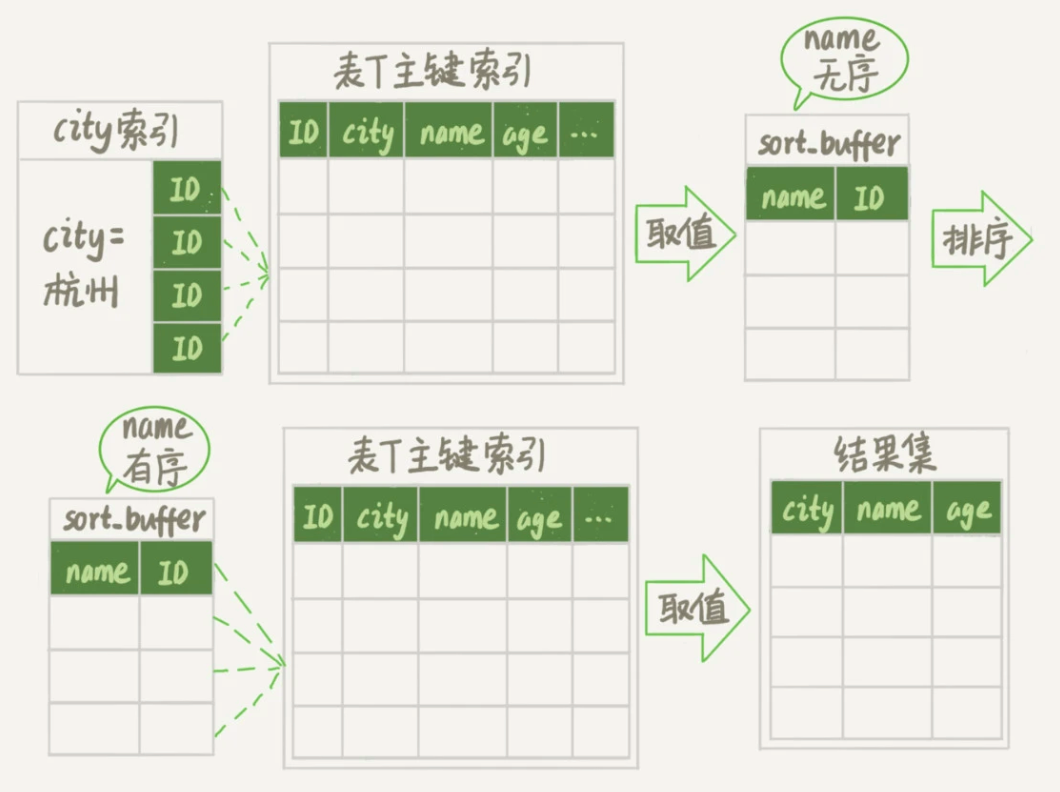 name
无序
表T主键索引
city索引
ID city name age ...
sort_buffer
ID
name ID
city=
杭州
ID
取值
排序
ID
ID
name
有序
表T主键索引
结果集
sort_buffer
ID city name age ...
city name age
name ID
取值